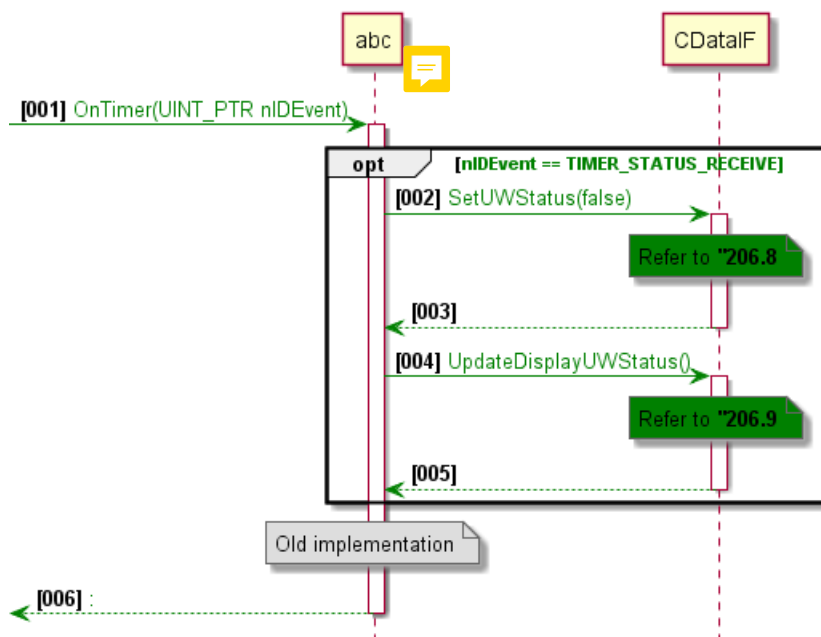 abc
CDataIF
[001] OnTimer(UINT_PTR nIDEvent)
opt [nIDEvent == TIMER_STATUS_RECEIVE]
[002] SetUWStatus(false)
Refer to "206.8
[003]
[004] UpdateDisplayUWStatus()
Refer to "206.9
[005]
Old implementation
[006] :